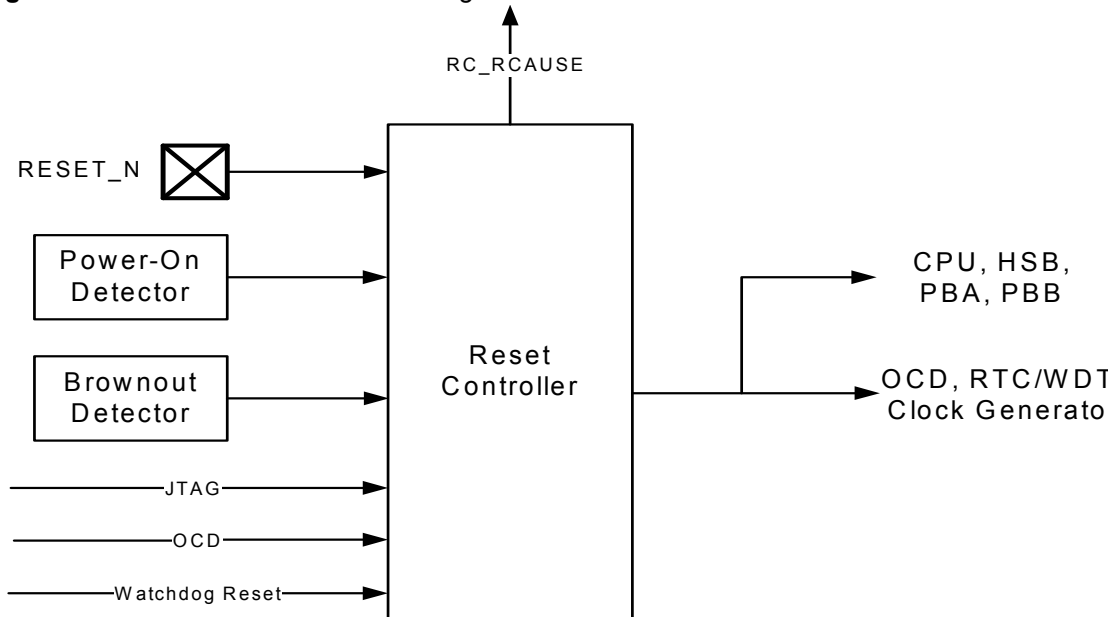 RC_RCAUSE
RESET_N
Power-On
Detector
Brownout
Detector
JTAG
OCD
Watchdog Reset
Reset
Controller
CPU, HSB,
PBA, PBB
OCD, RTC/WDT
Clock Generato